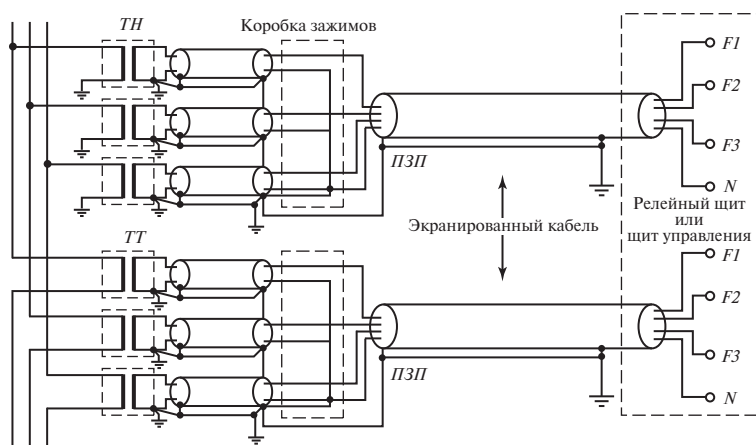 ТН
Коробка зажимов
F1
F2
F3
N
ПЗП
Релейный щит
или
щит управления
Экранированный кабель
ТТ
F1
F2
F3
N
ПЗП